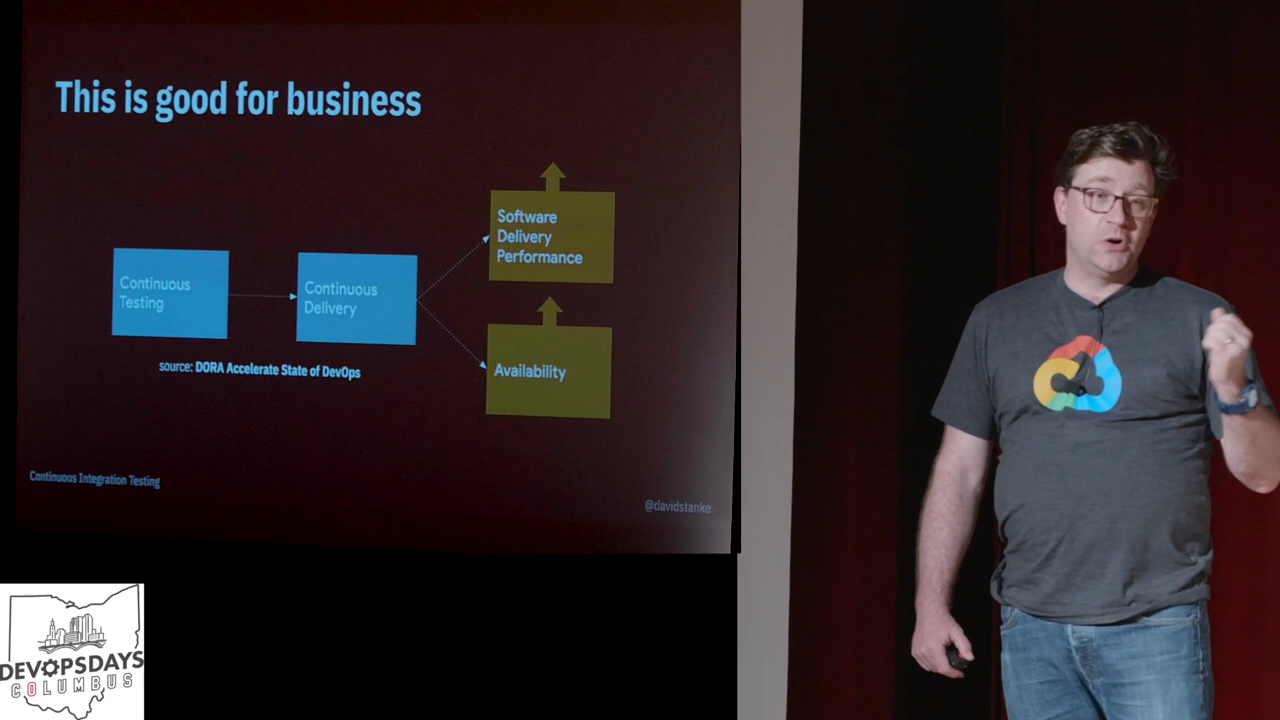 This is good for business
Software
Delivery
Performance
Continuous
Testing
Continuous
Delivery
Availability
source: DORA Accelerate State of DevOps
Continuous Integration Testing
@davidstanke
DEVOPSDAYS
COLUMBUS